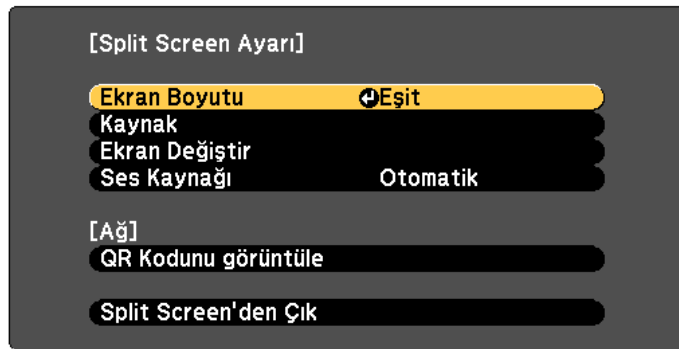 [Split Screen Ayarı]
Ekran Boyutu Eşit
Kaynak
Ekran Değiştir
Ses Kaynağı Otomatik
[Ağ]
QR Kodunu görüntüle
Split Screen'den Çık